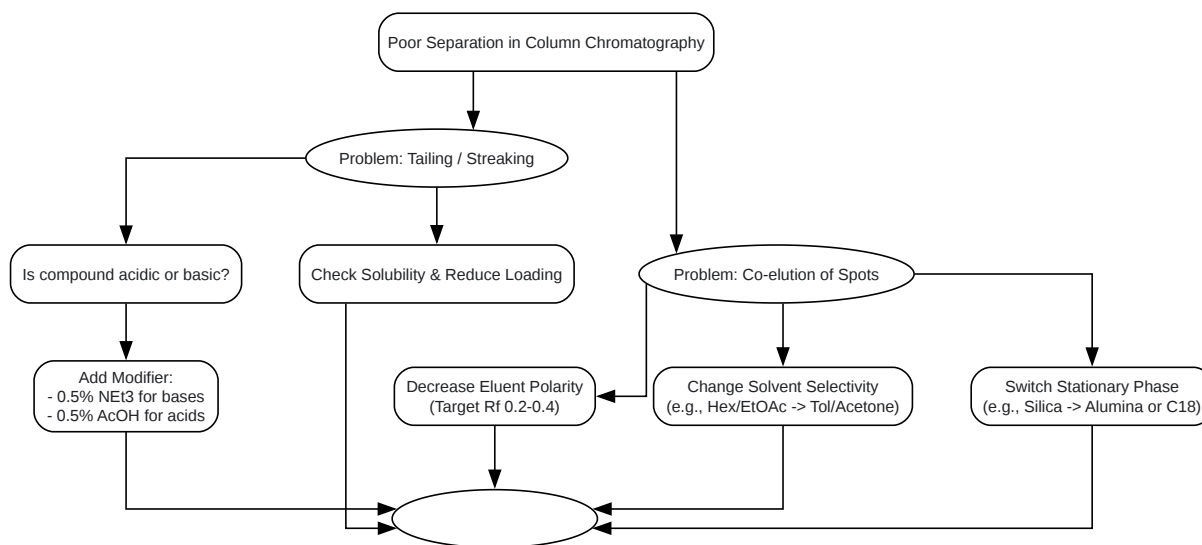 Poor Separation in Column Chromatography
Problem: Tailing / Streaking
Is compound acidic or basic?
Check Solubility & Reduce Loading
Problem: Co-elution of Spots
Add Modifier:
- 0.5% NEt3 for bases
- 0.5% AcOH for acids
Decrease Eluent Polarity
(Target Rf 0.2-0.4)
Change Solvent Selectivity
(e.g., Hex/EtOAc -> Tol/Acetone)
Switch Stationary Phase
(e.g., Silica -> Alumina or C18)